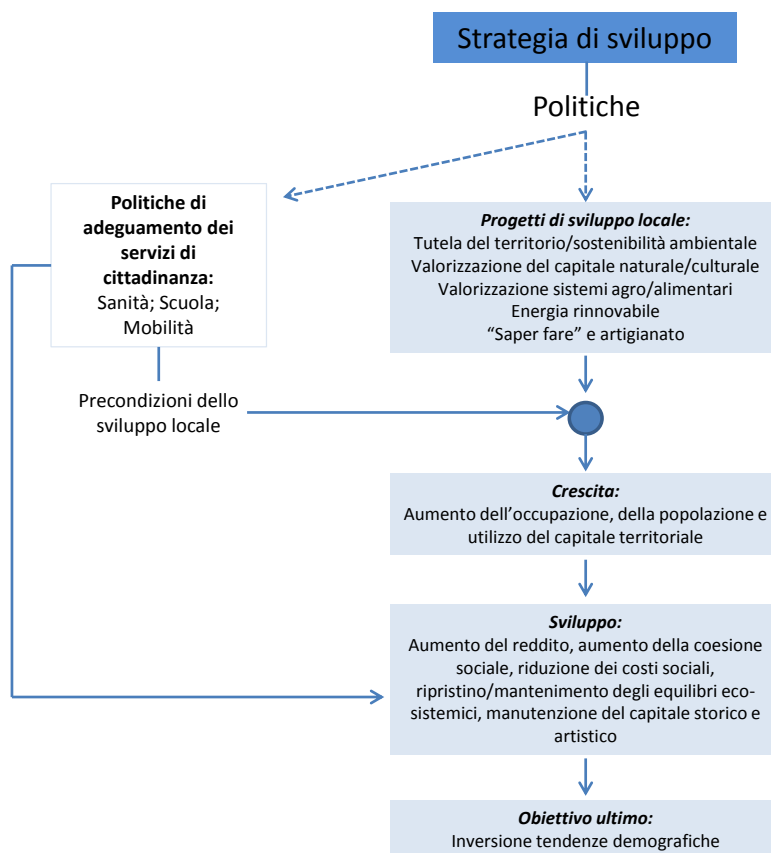 Strategia di sviluppo
Politiche
Politiche di
adeguamento dei
servizi di
cittadinanza:
Sanità; Scuola;
Mobilità
Progetti di sviluppo locale:
Tutela del territorio/sostenibilità ambientale
Valorizzazione del capitale naturale/culturale
Valorizzazione sistemi agro/alimentari
Energia rinnovabile
“Saper fare” e artigianato
Precondizioni dello
sviluppo locale
Crescita:
Aumento dell’occupazione, della popolazione e
utilizzo del capitale territoriale
Sviluppo:
Aumento del reddito, aumento della coesione
sociale, riduzione dei costi sociali,
ripristino/mantenimento degli equilibri eco-
sistemici, manutenzione del capitale storico e
artistico
Obiettivo ultimo:
Inversione tendenze demografiche